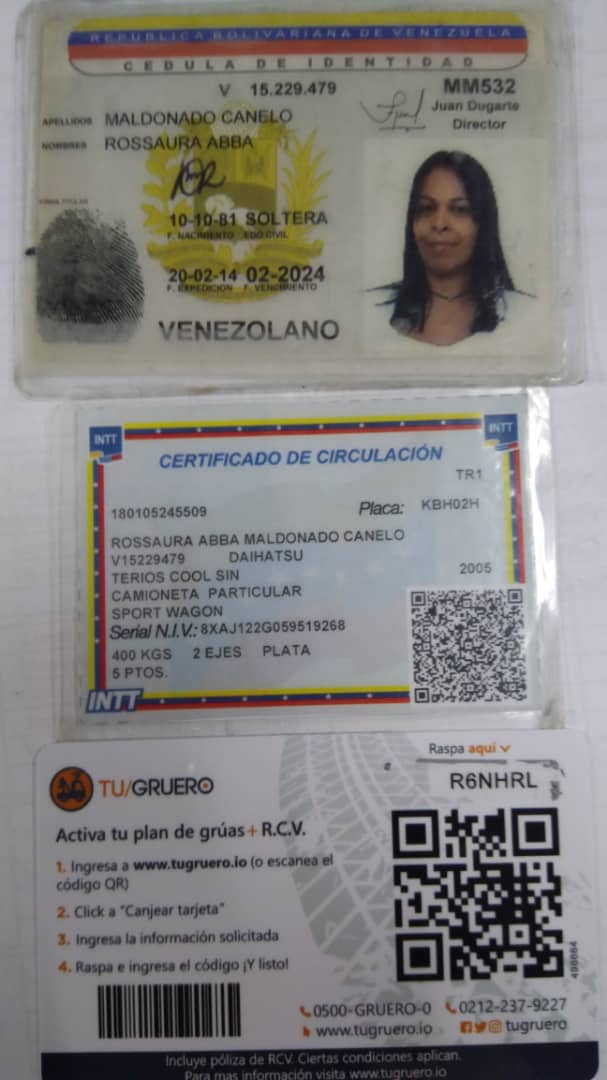 REPUBLICA BOLIVARIANA DE VENEZUELA
CEDULA DE IDENTIDAD
V 15.229.479
MM532
Juan Dugarte
Director
APELLIDOS MALDONADO CANELO
NOMBRES ROSSAURA ABBA
FIRMA TITULAR
10-10-81 SOLTERA
F. NACIMIENTO EDO CIVIL
20-02-14 02-2024
F. EXPEDICION F. VENCIMIENTO
VENEZOLANO
INTT
INTT
CERTIFICADO DE CIRCULACIÓN
TR1
180105245509 Placa: KBH02H
ROSSAURA ABBA MALDONADO CANELO
V15229479 DAIHATSU
TERIOS COOL SIN 2005
CAMIONETA PARTICULAR
SPORT WAGON
Serial N.I.V.: 8XAJ122G059519268
400 KGS 2 EJES PLATA
5 PTOS.
INTT
Raspa aquí
TU/GRUERO
R6NHRL
Activa tu plan de grúas+ R.C.V.
1. Ingresa a www.tugruero.io (o escanea el
código QR)
2. Click a "Canjear tarjeta"
3. Ingresa la información solicitada
4. Raspa e ingresa el código ¡Y listo!
498664
0500-GRUERO-0 0212-237-9227
www.tugruero.io tugruero
Incluye póliza de RCV. Ciertas condiciones aplican.
Para mas información visita www.tugruero.io